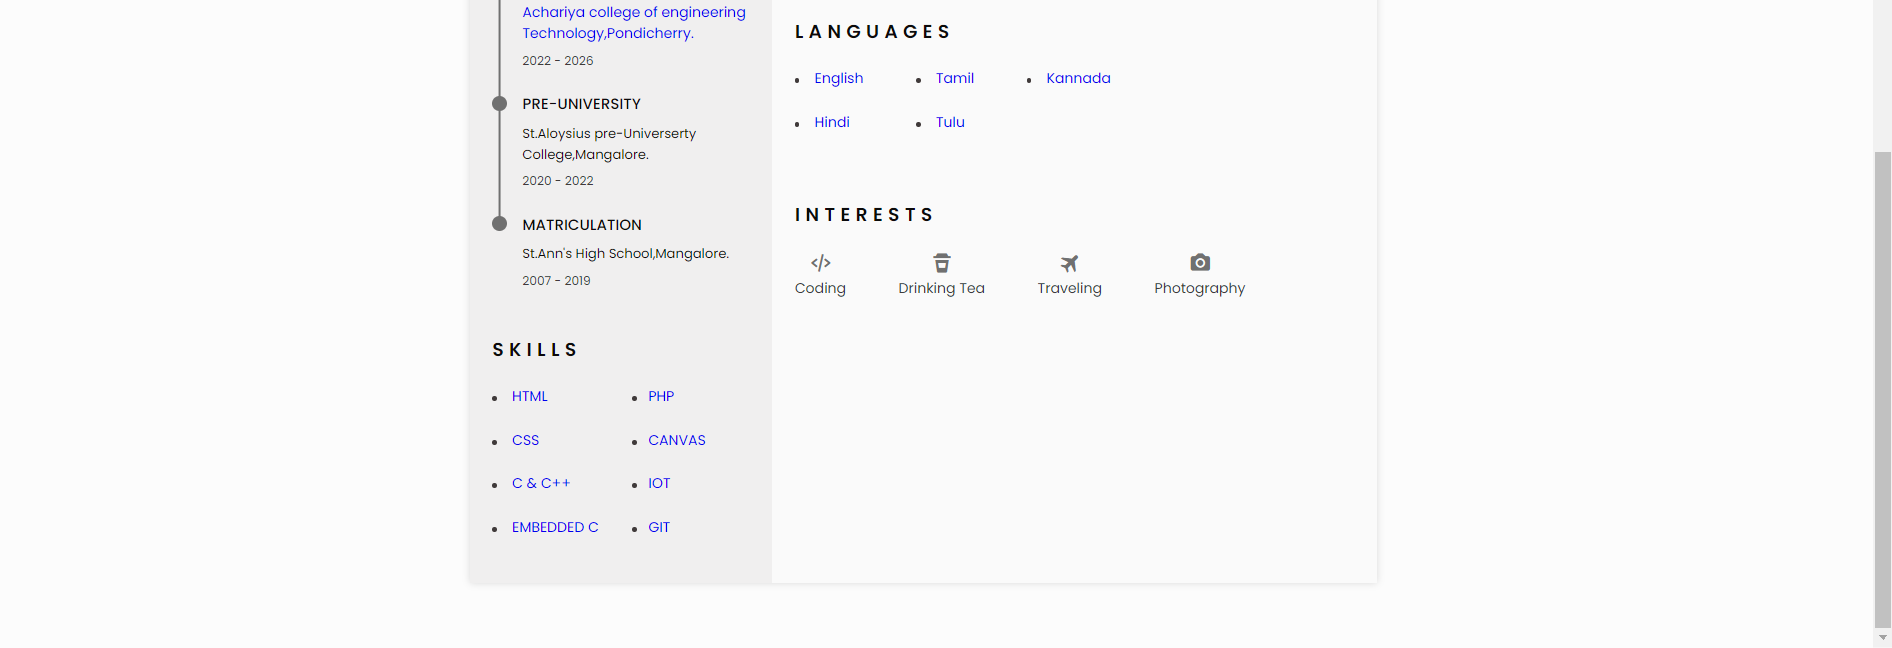 Achariya college of engineering
Technology,Pondicherry.
2022 - 2026
PRE-UNIVERSITY
St.Aloysius pre-Universerty
College,Mangalore.
2020 - 2022
MATRICULATION
St.Ann's High School,Mangalore.
2007 - 2019
SKILLS
HTML PHP
CSS CANVAS
C & C++ IOT
EMBEDDED C GIT
LANGUAGES
English Tamil Kannada
Hindi Tulu
INTERESTS
Coding Drinking Tea Traveling Photography